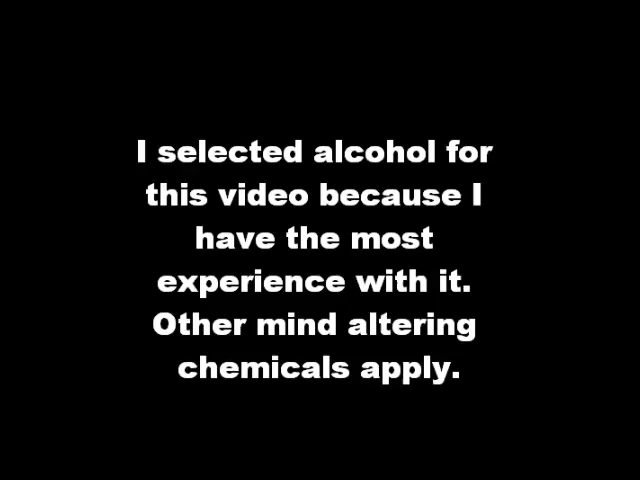 I selected alcohol for
this video because I
have the most
experience with it.
Other mind altering
chemicals apply.